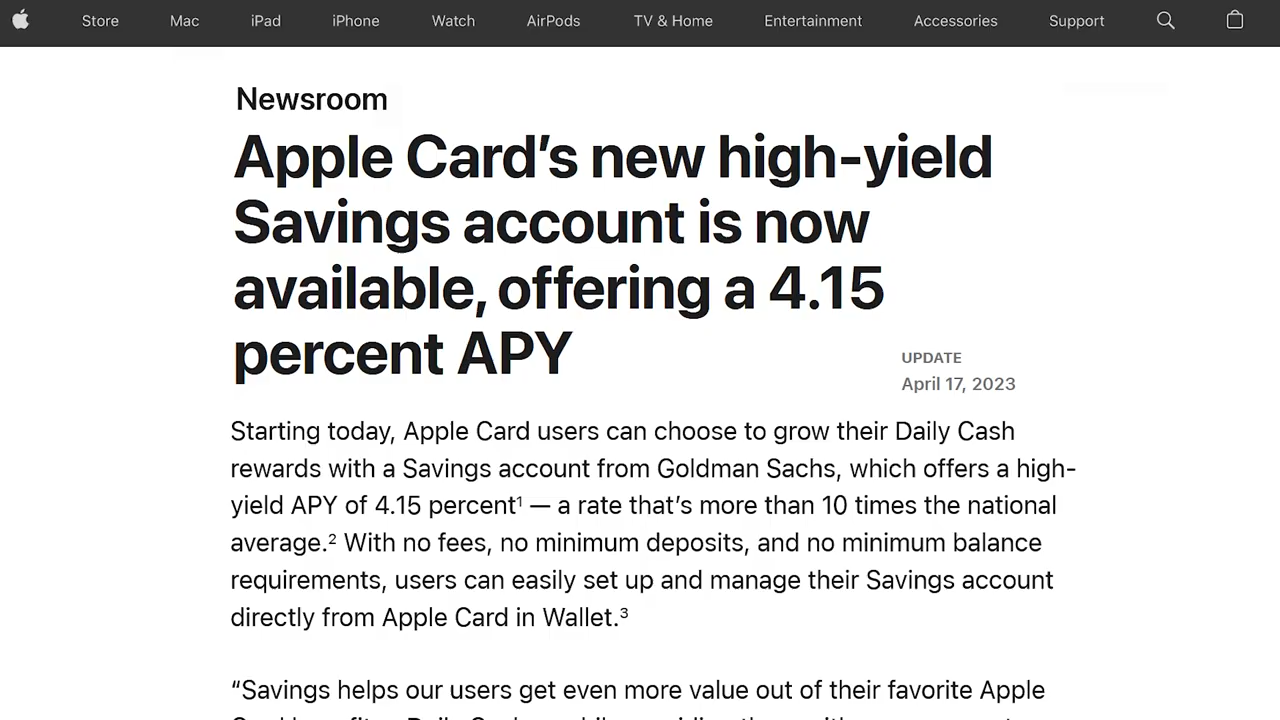 Store Mac iPad iPhone Watch AirPods TV & Home Entertainment Accessories Support
Newsroom
Apple Card’s new high-yield
Savings account is now
available, offering a 4.15
percent APY
UPDATE
April 17, 2023
Starting today, Apple Card users can choose to grow their Daily Cash
rewards with a Savings account from Goldman Sachs, which offers a high-
yield APY of 4.15 percent¹ — a rate that’s more than 10 times the national
average.² With no fees, no minimum deposits, and no minimum balance
requirements, users can easily set up and manage their Savings account
directly from Apple Card in Wallet.³
“Savings helps our users get even more value out of their favorite Apple